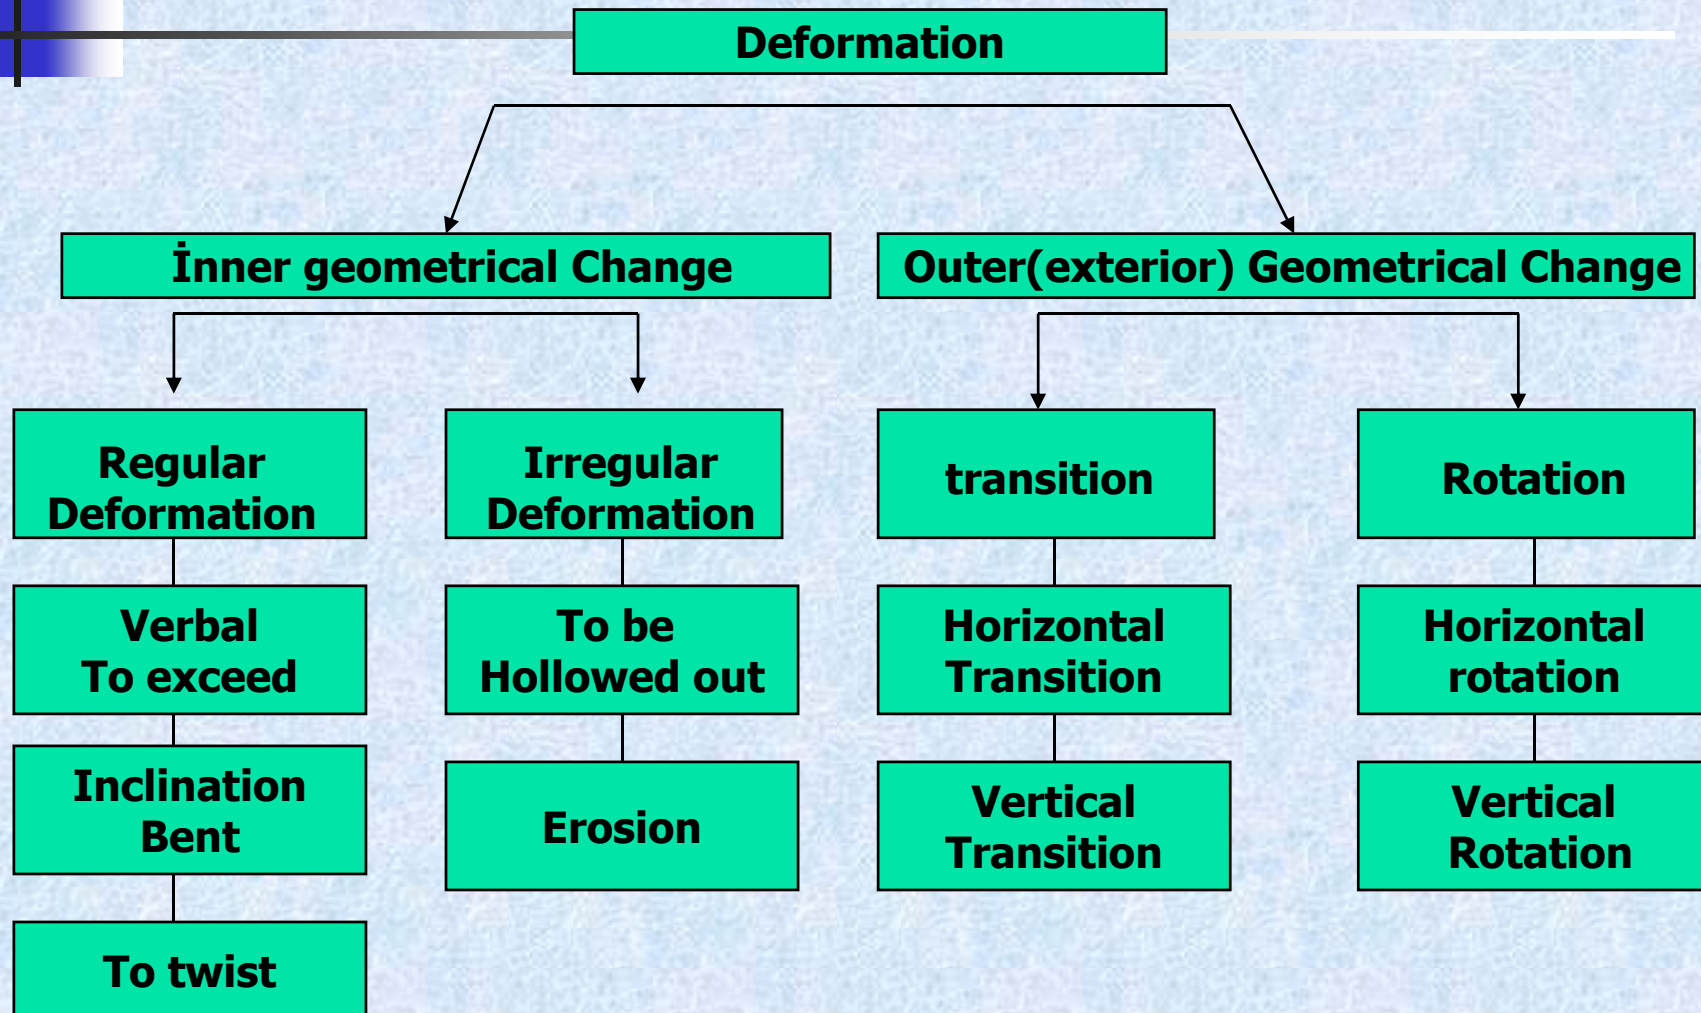 Deformation
İnner geometrical Change
Outer(exterior) Geometrical Change
Regular
Deformation
Irregular
Deformation
transition
Rotation
Verbal
To exceed
To be
Hollowed out
Horizontal
Transition
Horizontal
rotation
Inclination
Bent
Erosion
Vertical
Transition
Vertical
Rotation
To twist